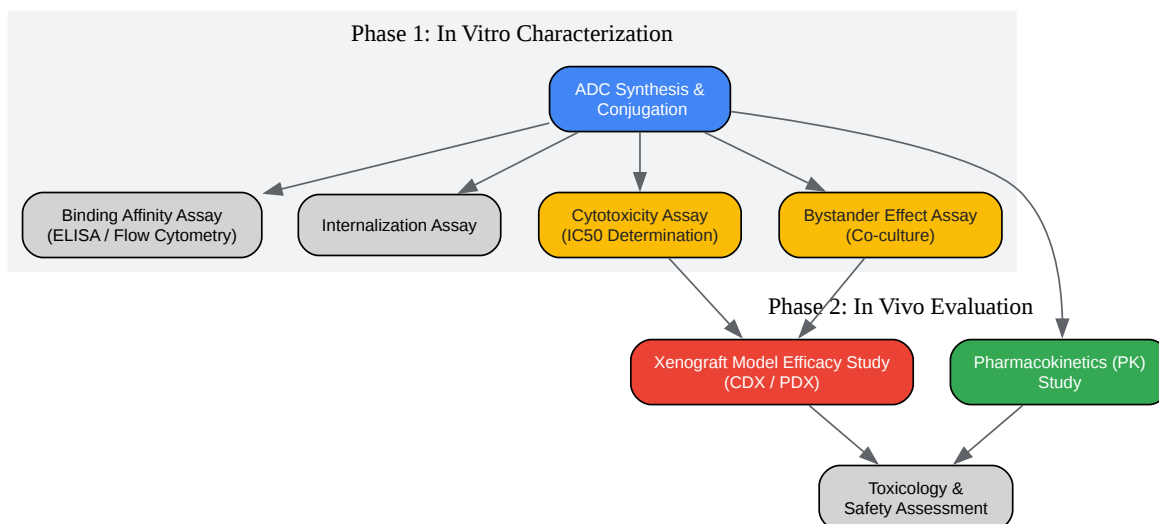 Phase 1: In Vitro Characterization
ADC Synthesis &
Conjugation
Binding Affinity Assay
(ELISA / Flow Cytometry)
Internalization Assay
Cytotoxicity Assay
(IC50 Determination)
Bystander Effect Assay
(Co-culture)
Phase 2: In Vivo Evaluation
Xenograft Model Efficacy Study
(CDX / PDX)
Pharmacokinetics (PK)
Study
Toxicology &
Safety Assessment